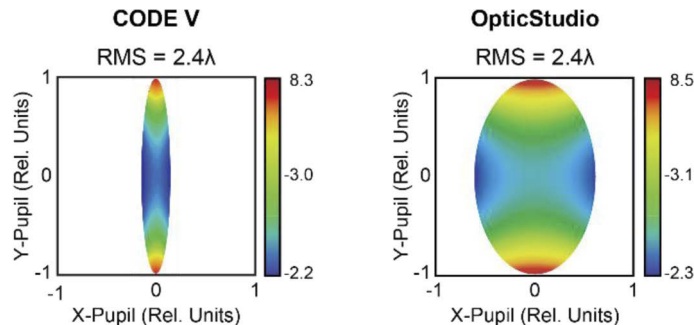 CODE V
RMS = 2.4λ
Y-Pupil (Rel. Units)
1
0
-1
-1
0
1
X-Pupil (Rel. Units)
8.3
-3.0
-2.2
OpticStudio
RMS = 2.4λ
Y-Pupil (Rel. Units)
1
0
-1
-1
0
1
X-Pupil (Rel. Units)
8.5
-3.1
-2.3